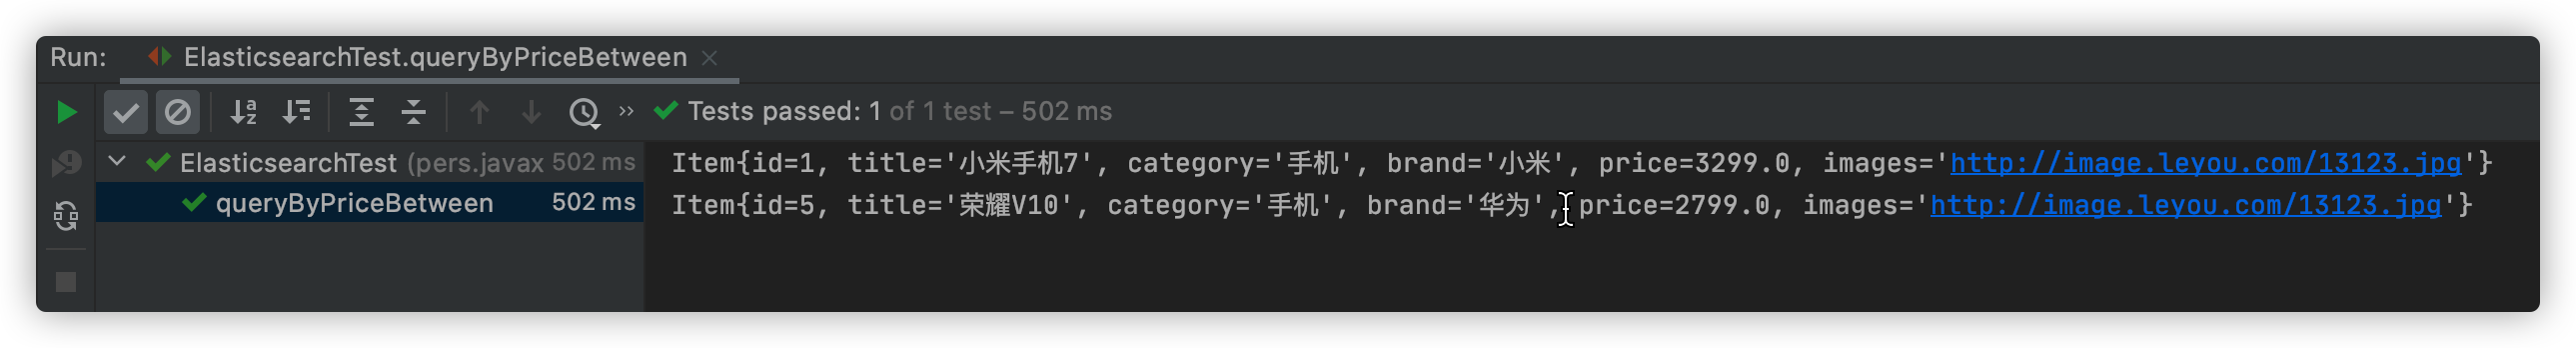 Run: ElasticsearchTest.queryByPriceBetween
Tests passed: 1 of 1 test – 502 ms
ElasticsearchTest (pers.javax 502 ms
queryByPriceBetween 502 ms
Item{id=1, title='小米手机7', category='手机', brand='小米', price=3299.0, images='http://image.leyou.com/13123.jpg'}
Item{id=5, title='荣耀V10', category='手机', brand='华为', price=2799.0, images='http://image.leyou.com/13123.jpg'}